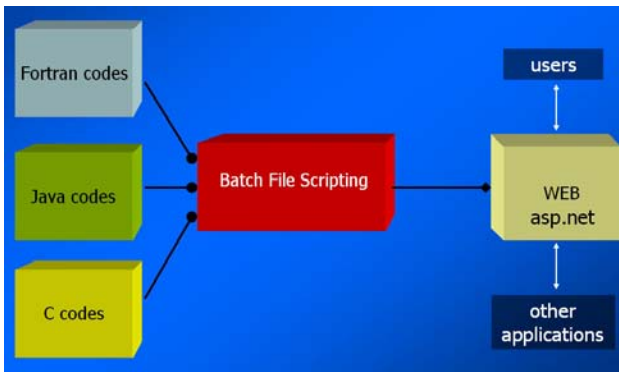 Fortran codes
Java codes
C codes
Batch File Scripting
users
WEB
asp.net
other
applications